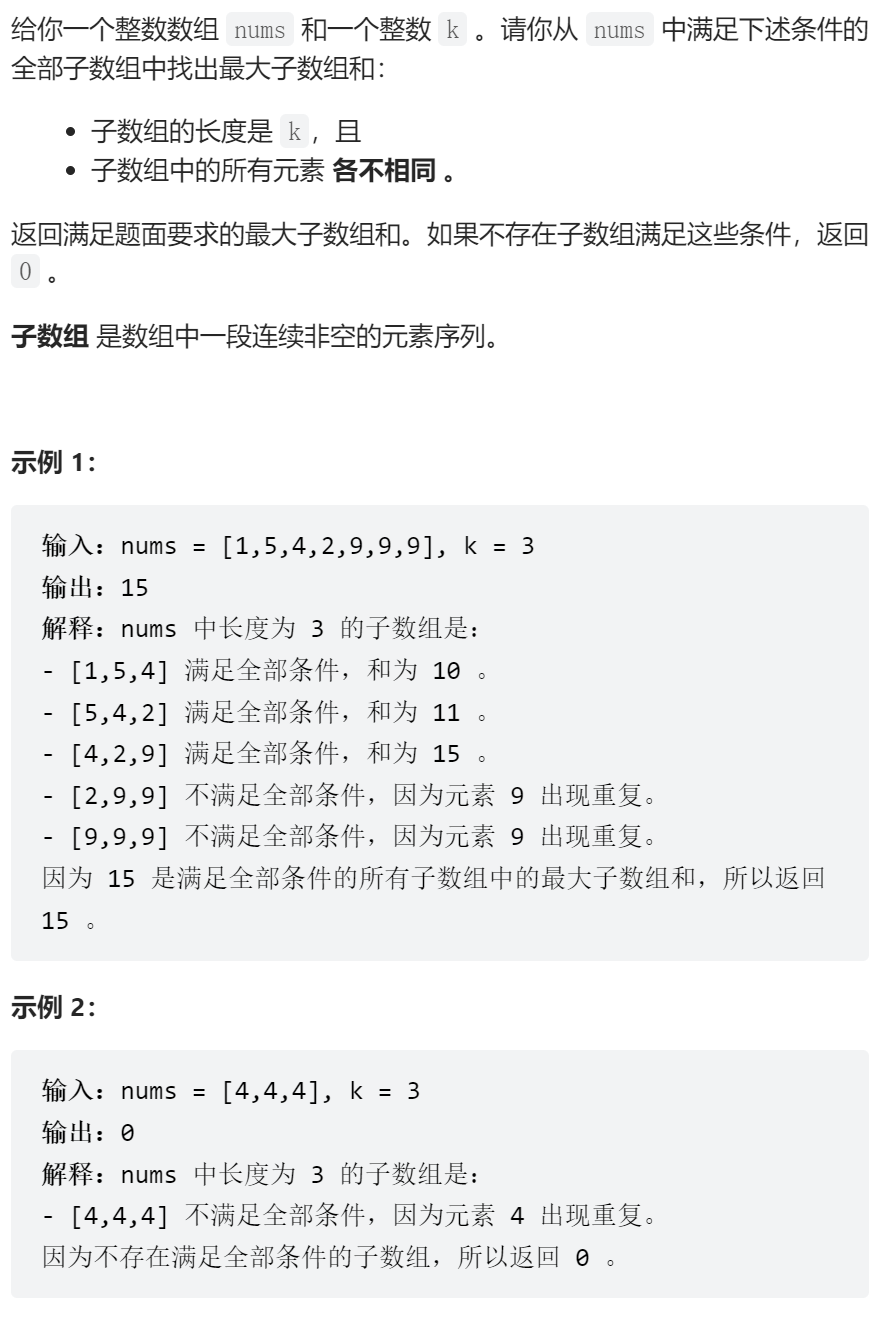 给你一个整数数组 nums 和一个整数 k 。请你从 nums 中满足下述条件的
全部子数组中找出最大子数组和：
• 子数组的长度是 k，且
• 子数组中的所有元素 各不相同 。
返回满足题面要求的最大子数组和。如果不存在子数组满足这些条件，返回
0 。
子数组 是数组中一段连续非空的元素序列。
示例 1：
输入：nums = [1,5,4,2,9,9,9], k = 3
输出：15
解释：nums 中长度为 3 的子数组是：
- [1,5,4] 满足全部条件，和为 10 。
- [5,4,2] 满足全部条件，和为 11 。
- [4,2,9] 满足全部条件，和为 15 。
- [2,9,9] 不满足全部条件，因为元素 9 出现重复。
- [9,9,9] 不满足全部条件，因为元素 9 出现重复。
因为 15 是满足全部条件的所有子数组中的最大子数组和，所以返回
15 。
示例 2：
输入：nums = [4,4,4], k = 3
输出：0
解释：nums 中长度为 3 的子数组是：
- [4,4,4] 不满足全部条件，因为元素 4 出现重复。
因为不存在满足全部条件的子数组，所以返回 0 。